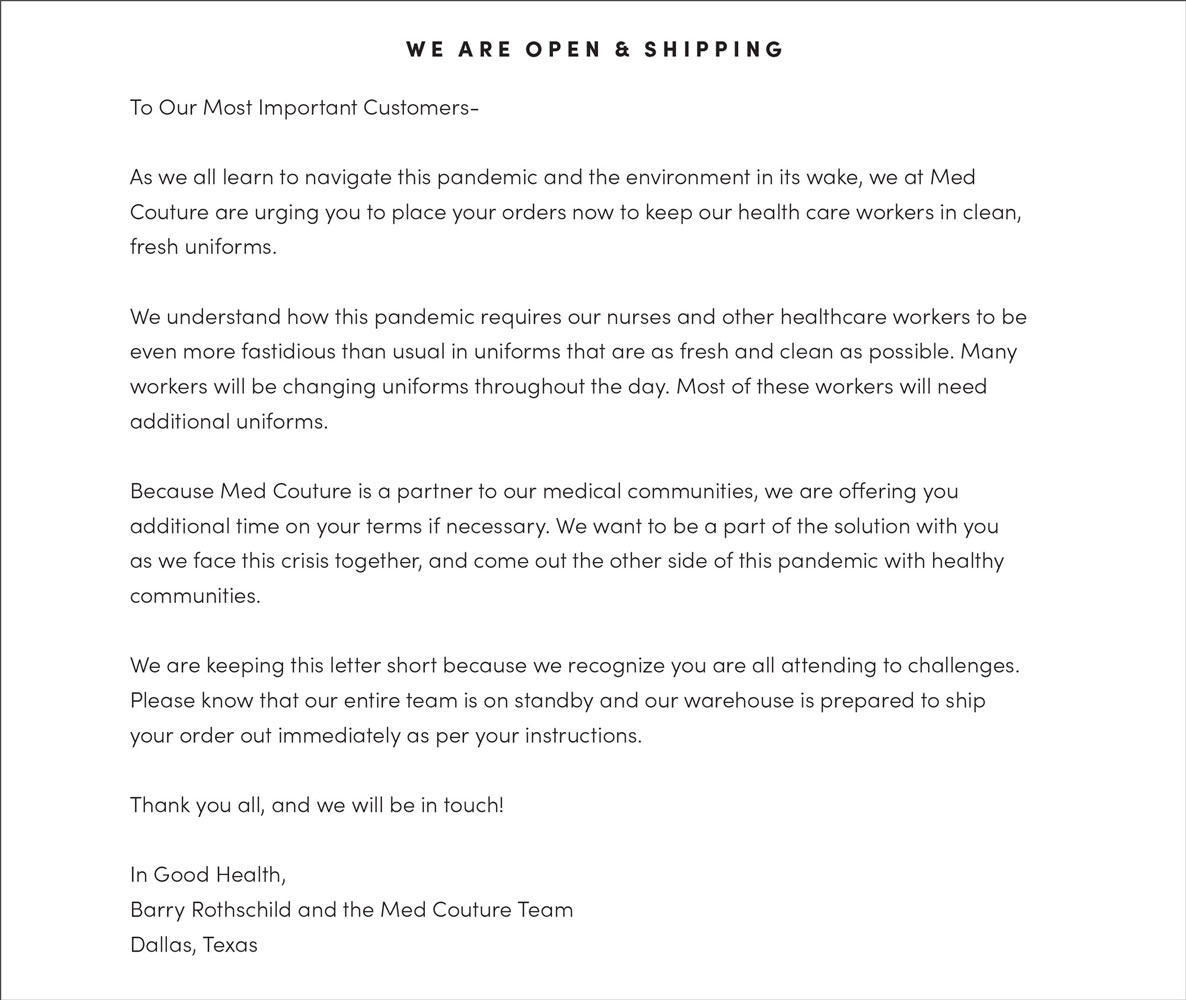 WE ARE OPEN & SHIPPING
To Our Most Important Customers-
As we all learn to navigate this pandemic and the environment in its wake, we at Med
Couture are urging you to place your orders now to keep our health care workers in clean,
fresh uniforms.
We understand how this pandemic requires our nurses and other healthcare workers to be
even more fastidious than usual in uniforms that are as fresh and clean as possible. Many
workers will be changing uniforms throughout the day. Most of these workers will need
additional uniforms.
Because Med Couture is a partner to our medical communities, we are offering you
additional time on your terms if necessary. We want to be a part of the solution with you
as we face this crisis together, and come out the other side of this pandemic with healthy
communities.
We are keeping this letter short because we recognize you are all attending to challenges.
Please know that our entire team is on standby and our warehouse is prepared to ship
your order out immediately as per your instructions.
Thank you all, and we will be in touch!
In Good Health,
Barry Rothschild and the Med Couture Team
Dallas, Texas